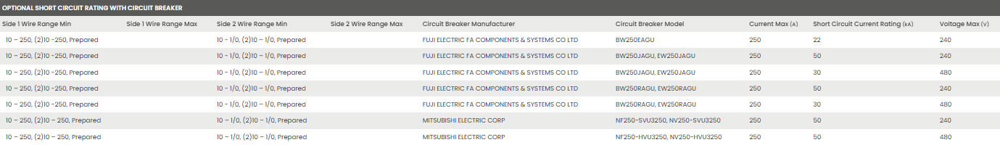 OPTIONAL SHORT CIRCUIT RATING WITH CIRCUIT BREAKER
Side 1 Wire Range Min Side 1 Wire Range Max Side 2 Wire Range Min Side 2 Wire Range Max Circuit Breaker Manufacturer Circuit Breaker Model Current Max (A) Short Circuit Current Rating (kA) Voltage Max (V)
10 – 250, (2)10 -250, Prepared 10 - 1/0, (2)10 – 1/0, Prepared FUJI ELECTRIC FA COMPONENTS & SYSTEMS CO LTD BW250EAGU 250 22 240
10 – 250, (2)10 -250, Prepared 10 - 1/0, (2)10 – 1/0, Prepared FUJI ELECTRIC FA COMPONENTS & SYSTEMS CO LTD BW250JAGU, EW250JAGU 250 50 240
10 – 250, (2)10 -250, Prepared 10 - 1/0, (2)10 – 1/0, Prepared FUJI ELECTRIC FA COMPONENTS & SYSTEMS CO LTD BW250JAGU, EW250JAGU 250 30 480
10 – 250, (2)10 -250, Prepared 10 - 1/0, (2)10 – 1/0, Prepared FUJI ELECTRIC FA COMPONENTS & SYSTEMS CO LTD BW250RAGU, EW250RAGU 250 50 240
10 – 250, (2)10 -250, Prepared 10 - 1/0, (2)10 – 1/0, Prepared FUJI ELECTRIC FA COMPONENTS & SYSTEMS CO LTD BW250RAGU, EW250RAGU 250 30 480
10 – 250, (2)10 – 250, Prepared 10 – 1/0, (2)10 – 1/0, Prepared MITSUBISHI ELECTRIC CORP NF250-SVU3250, NV250-SVU3250 250 50 240
10 – 250, (2)10 – 250, Prepared 10 – 1/0, (2)10 – 1/0, Prepared MITSUBISHI ELECTRIC CORP NF250-HVU3250, NV250-HVU3250 250 50 480